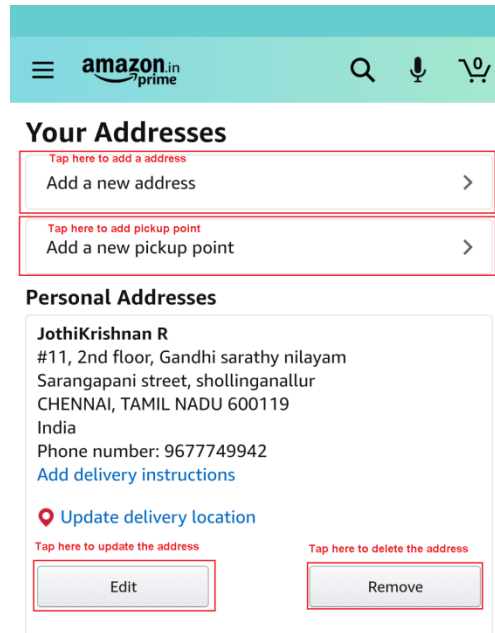 amazon.in
prime
0
Your Addresses
Tap here to add a address
Add a new address
Tap here to add pickup point
Add a new pickup point
Personal Addresses
JothiKrishnan R
#11, 2nd floor, Gandhi sarathy nilayam
Sarangapani street, shollinganallur
CHENNAI, TAMIL NADU 600119
India
Phone number: 9677749942
Add delivery instructions
Update delivery location
Tap here to update the address
Tap here to delete the address
Edit
Remove